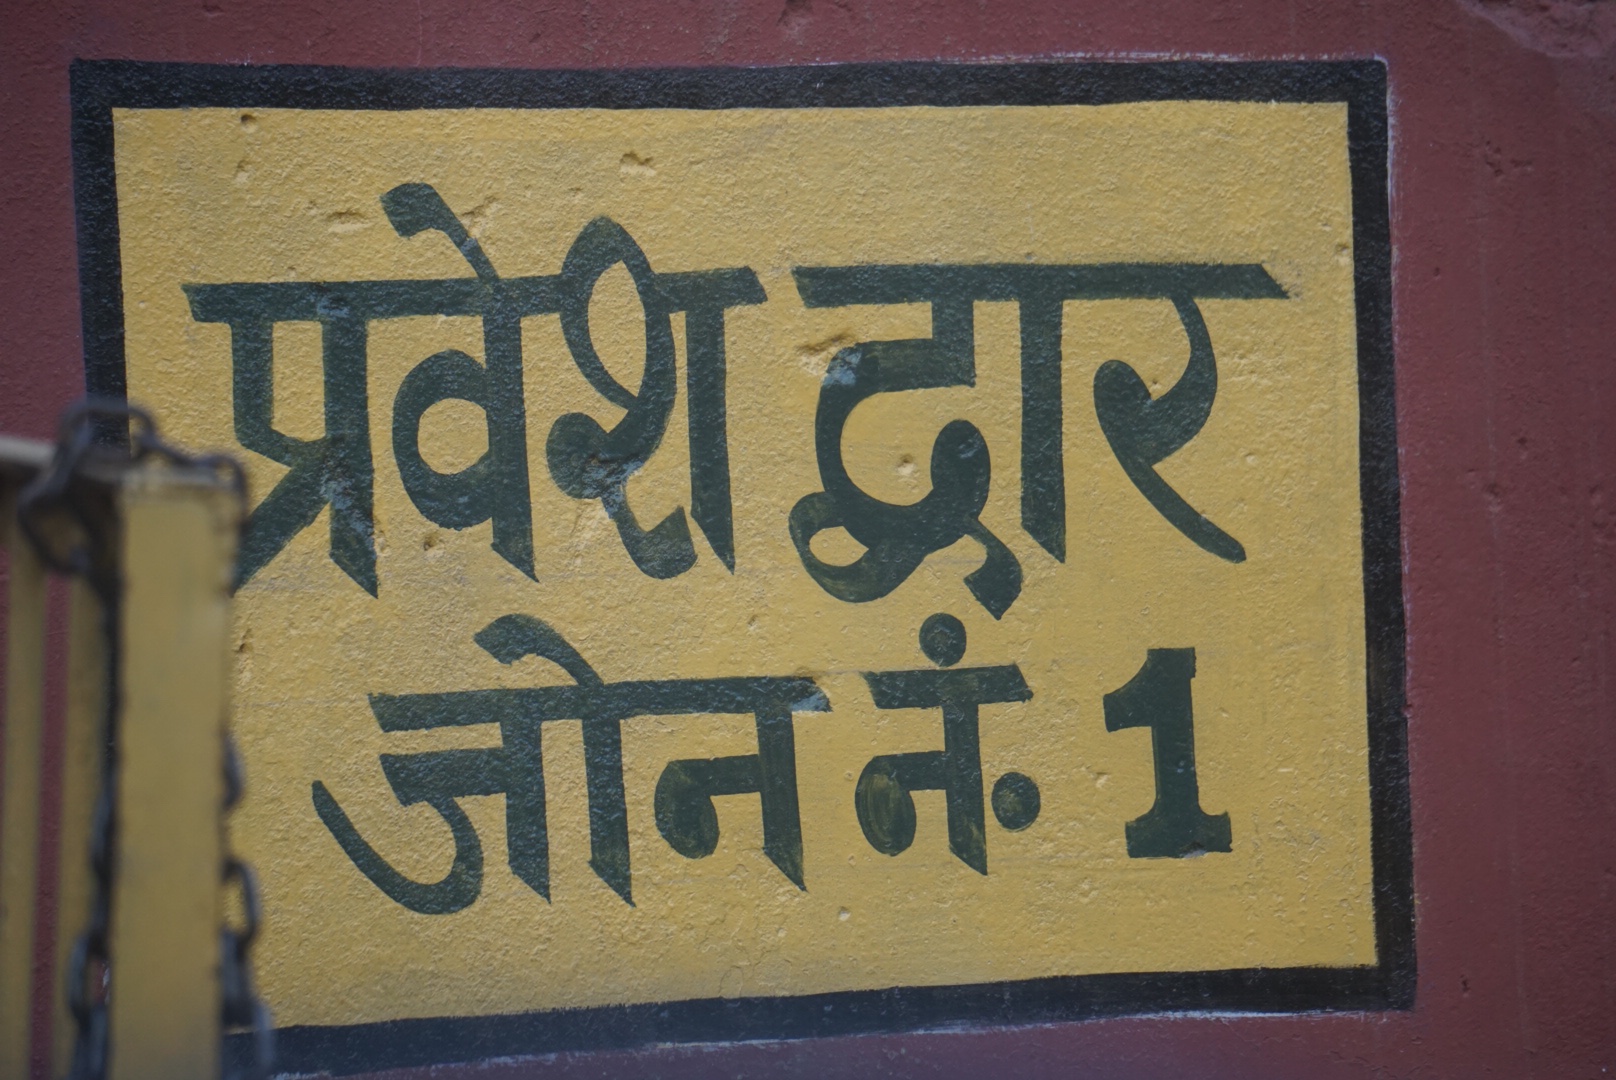 प्रवेश द्वार
जोन नं. 1